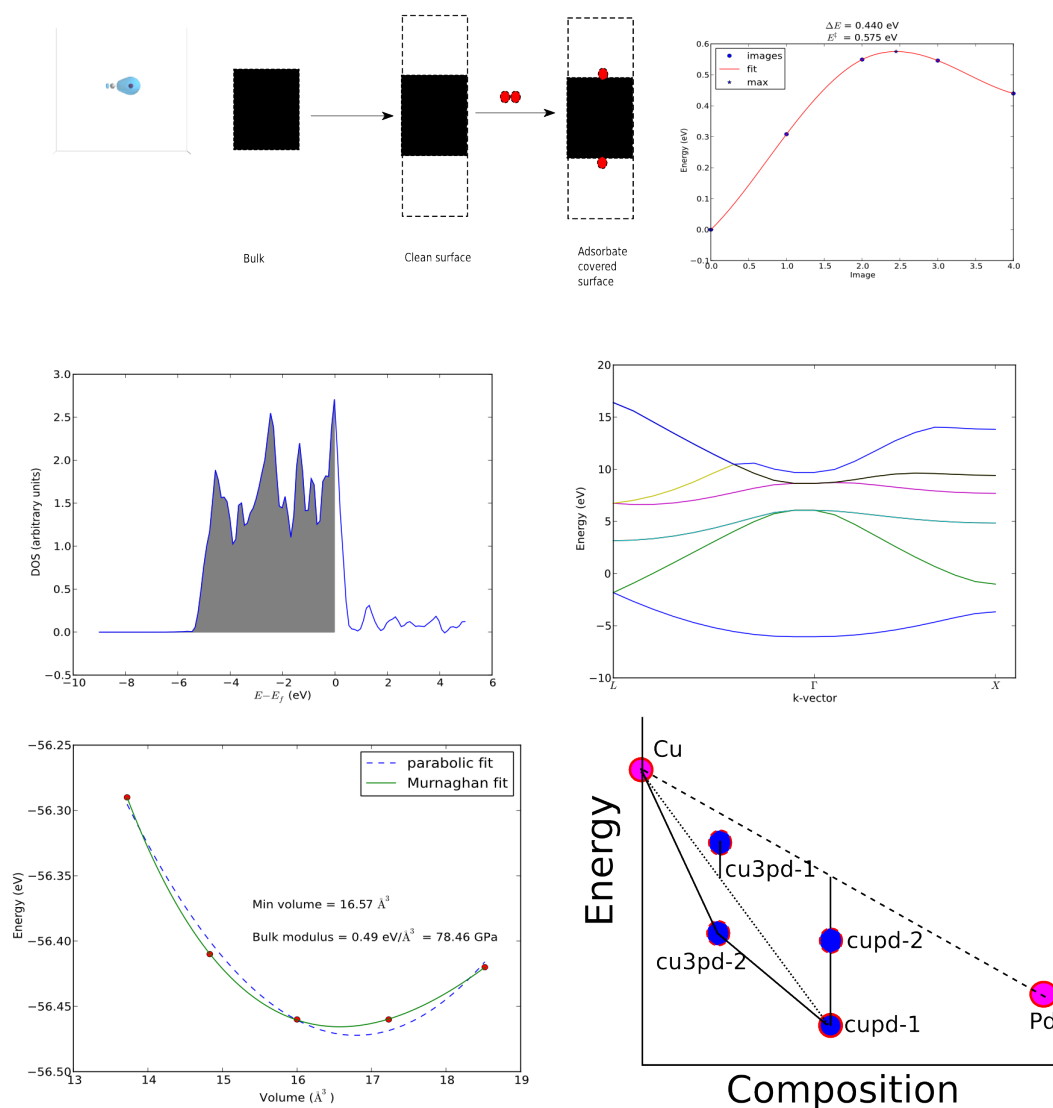 Bulk
Clean surface
Adsorbate
covered
surface
ΔE = 0.440 eV
E‡ = 0.575 eV
images
fit
max
Energy (eV)
0.6
0.5
0.4
0.3
0.2
0.1
0.0
−0.1
0.0 0.5 1.0 1.5 2.0 2.5 3.0 3.5 4.0
Image
DOS (arbitrary units)
3.0
2.5
2.0
1.5
1.0
0.5
0.0
−0.5
−10 −8 −6 −4 −2 0 2 4 6
E−E_f (eV)
Energy (eV)
20
15
10
5
0
−5
−10
L Γ X
k-vector
Energy (eV)
−56.25
−56.30
−56.35
−56.40
−56.45
−56.50
parabolic fit
Murnaghan fit
Min volume = 16.57 Å³
Bulk modulus = 0.49 eV/Å³ = 78.46 GPa
13 14 15 16 17 18 19
Volume (Å³)
Energy
Cu
cu3pd-1
cu3pd-2
cupd-2
cupd-1
Pd
Composition